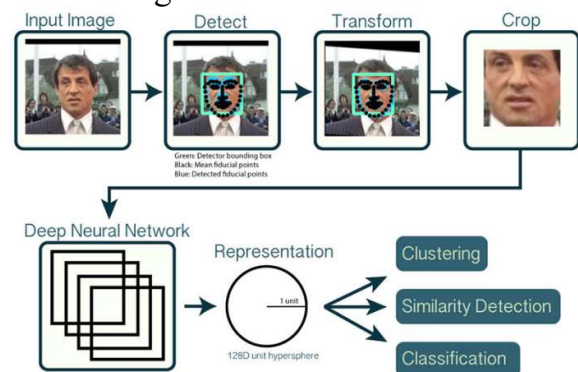 Input Image
Detect
Transform
Crop
Green: Detector bounding box
Black: Mean fiducial points
Blue: Detected fiducial points
Deep Neural Network
Representation
1 unit
128D unit hypersphere
Clustering
Similarity Detection
Classification